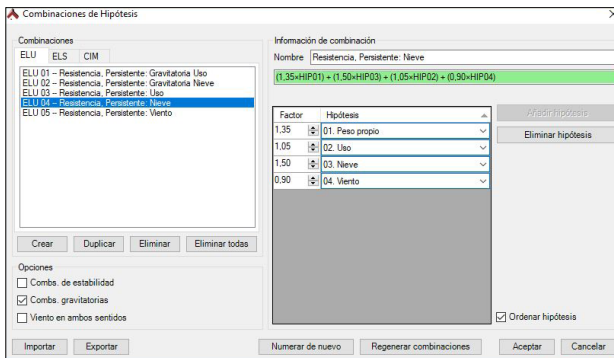 Combinaciones de Hipótesis
Combinaciones
ELU ELS CIM
ELU 01 -- Resistencia, Persistente: Gravitatoria Uso
ELU 02 -- Resistencia, Persistente: Gravitatoria Nieve
ELU 03 -- Resistencia, Persistente: Uso
ELU 04 -- Resistencia, Persistente: Nieve
ELU 05 -- Resistencia, Persistente: Viento
Crear Duplicar Eliminar Eliminar todas
Opciones
Combs. de estabilidad
Combs. gravitatorias
Viento en ambos sentidos
Importar Exportar
Información de combinación
Nombre Resistencia, Persistente: Nieve
(1,35×HIP01) + (1,50×HIP03) + (1,05×HIP02) + (0,90×HIP04)
Factor Hipótesis
1,35 01. Peso propio
1,05 02. Uso
1,50 03. Nieve
0,90 04. Viento
Añadir hipótesis
Eliminar hipótesis
Ordenar hipótesis
Numerar de nuevo Regenerar combinaciones Aceptar Cancelar